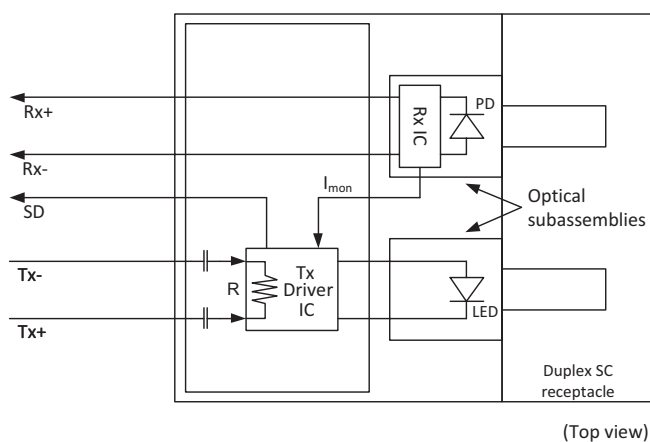 Rx+
Rx-
SD
Tx-
Tx+
I mon
R
Tx
Driver
IC
Rx IC
PD
LED
Optical
subassemblies
Duplex SC
receptacle
(Top view)